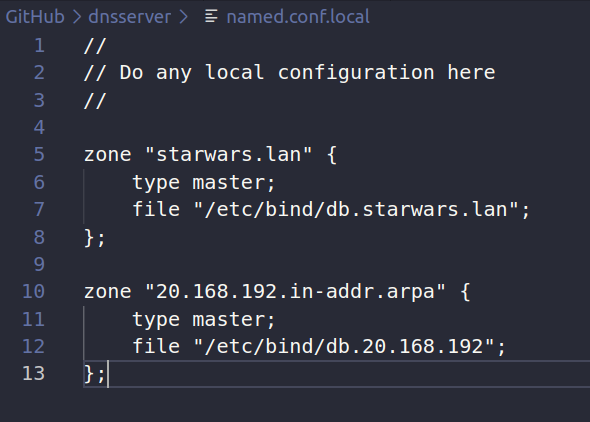 GitHub > dnsserver > named.conf.local
1 //
2 // Do any local configuration here
3 //
4
5 zone "starwars.lan" {
6 type master;
7 file "/etc/bind/db.starwars.lan";
8 };
9
10 zone "20.168.192.in-addr.arpa" {
11 type master;
12 file "/etc/bind/db.20.168.192";
13 };